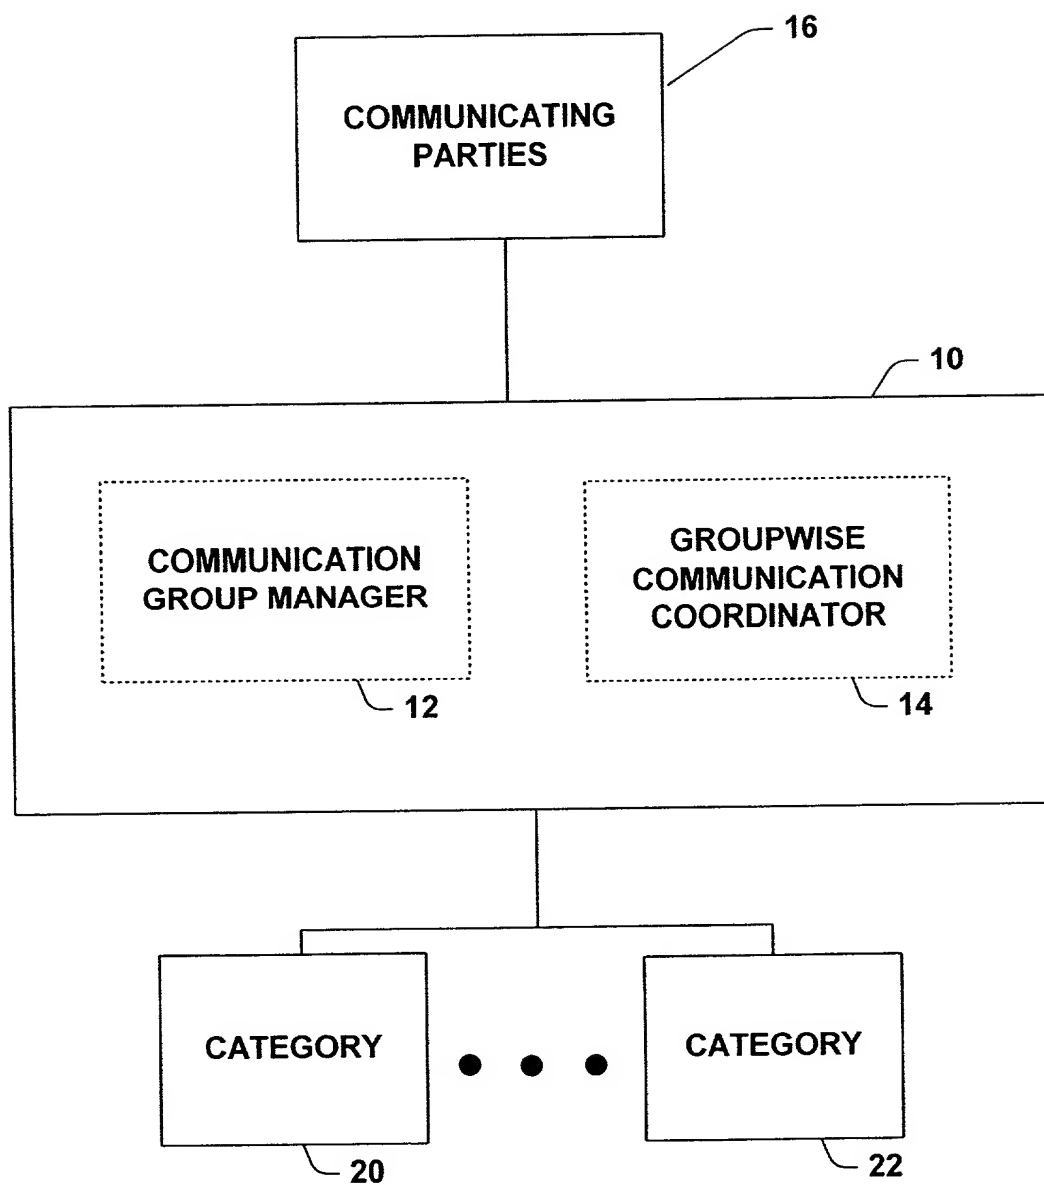 16
COMMUNICATING
PARTIES
10
COMMUNICATION
GROUP MANAGER
12
GROUPWISE
COMMUNICATION
COORDINATOR
14
CATEGORY
20
CATEGORY
22